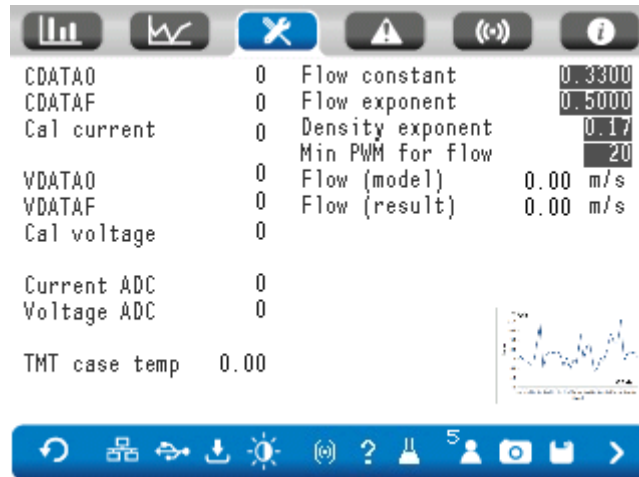 CDATA0 0
CDATAF 0
Cal current 0
VDATA0 0
VDATAF 0
Cal voltage 0
Current ADC 0
Voltage ADC 0
TMT case temp 0.00
Flow constant 0.3300
Flow exponent 0.5000
Density exponent 0.17
Min PWM for flow 20
Flow (model) 0.00 m/s
Flow (result) 0.00 m/s
? 5